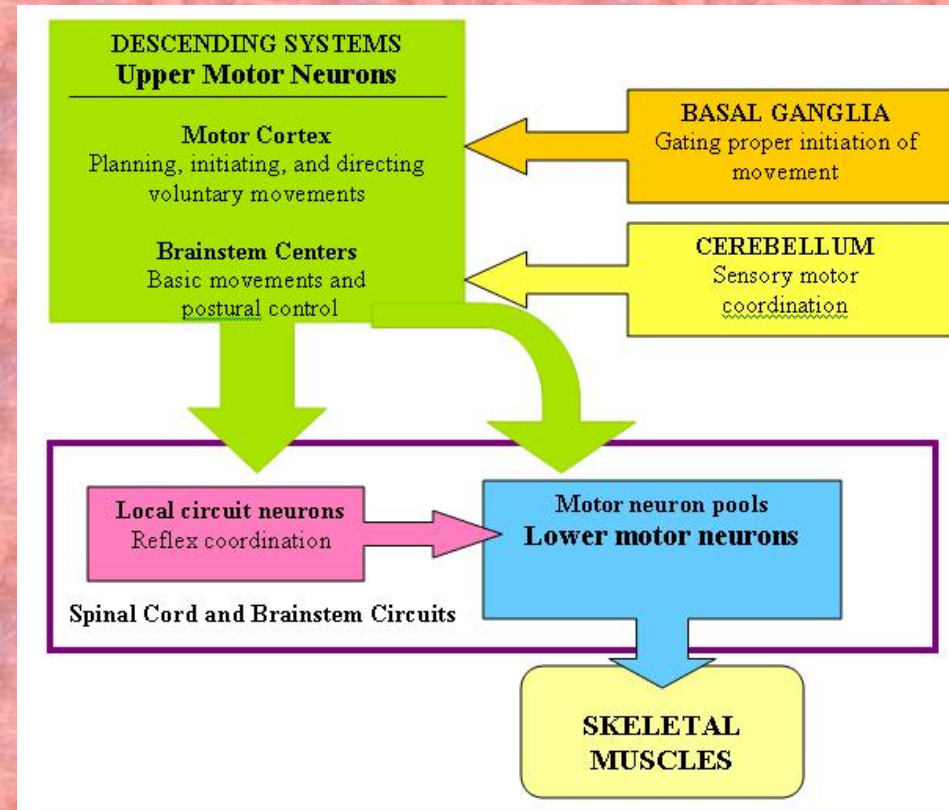 DESCENDING SYSTEMS
Upper Motor Neurons
Motor Cortex
Planning, initiating, and directing
voluntary movements
Brainstem Centers
Basic movements and
postural control
BASAL GANGLIA
Gating proper initiation of
movement
CEREBELLUM
Sensory motor
coordination
Local circuit neurons
Reflex coordination
Motor neuron pools
Lower motor neurons
Spinal Cord and Brainstem Circuits
SKELETAL
MUSCLES